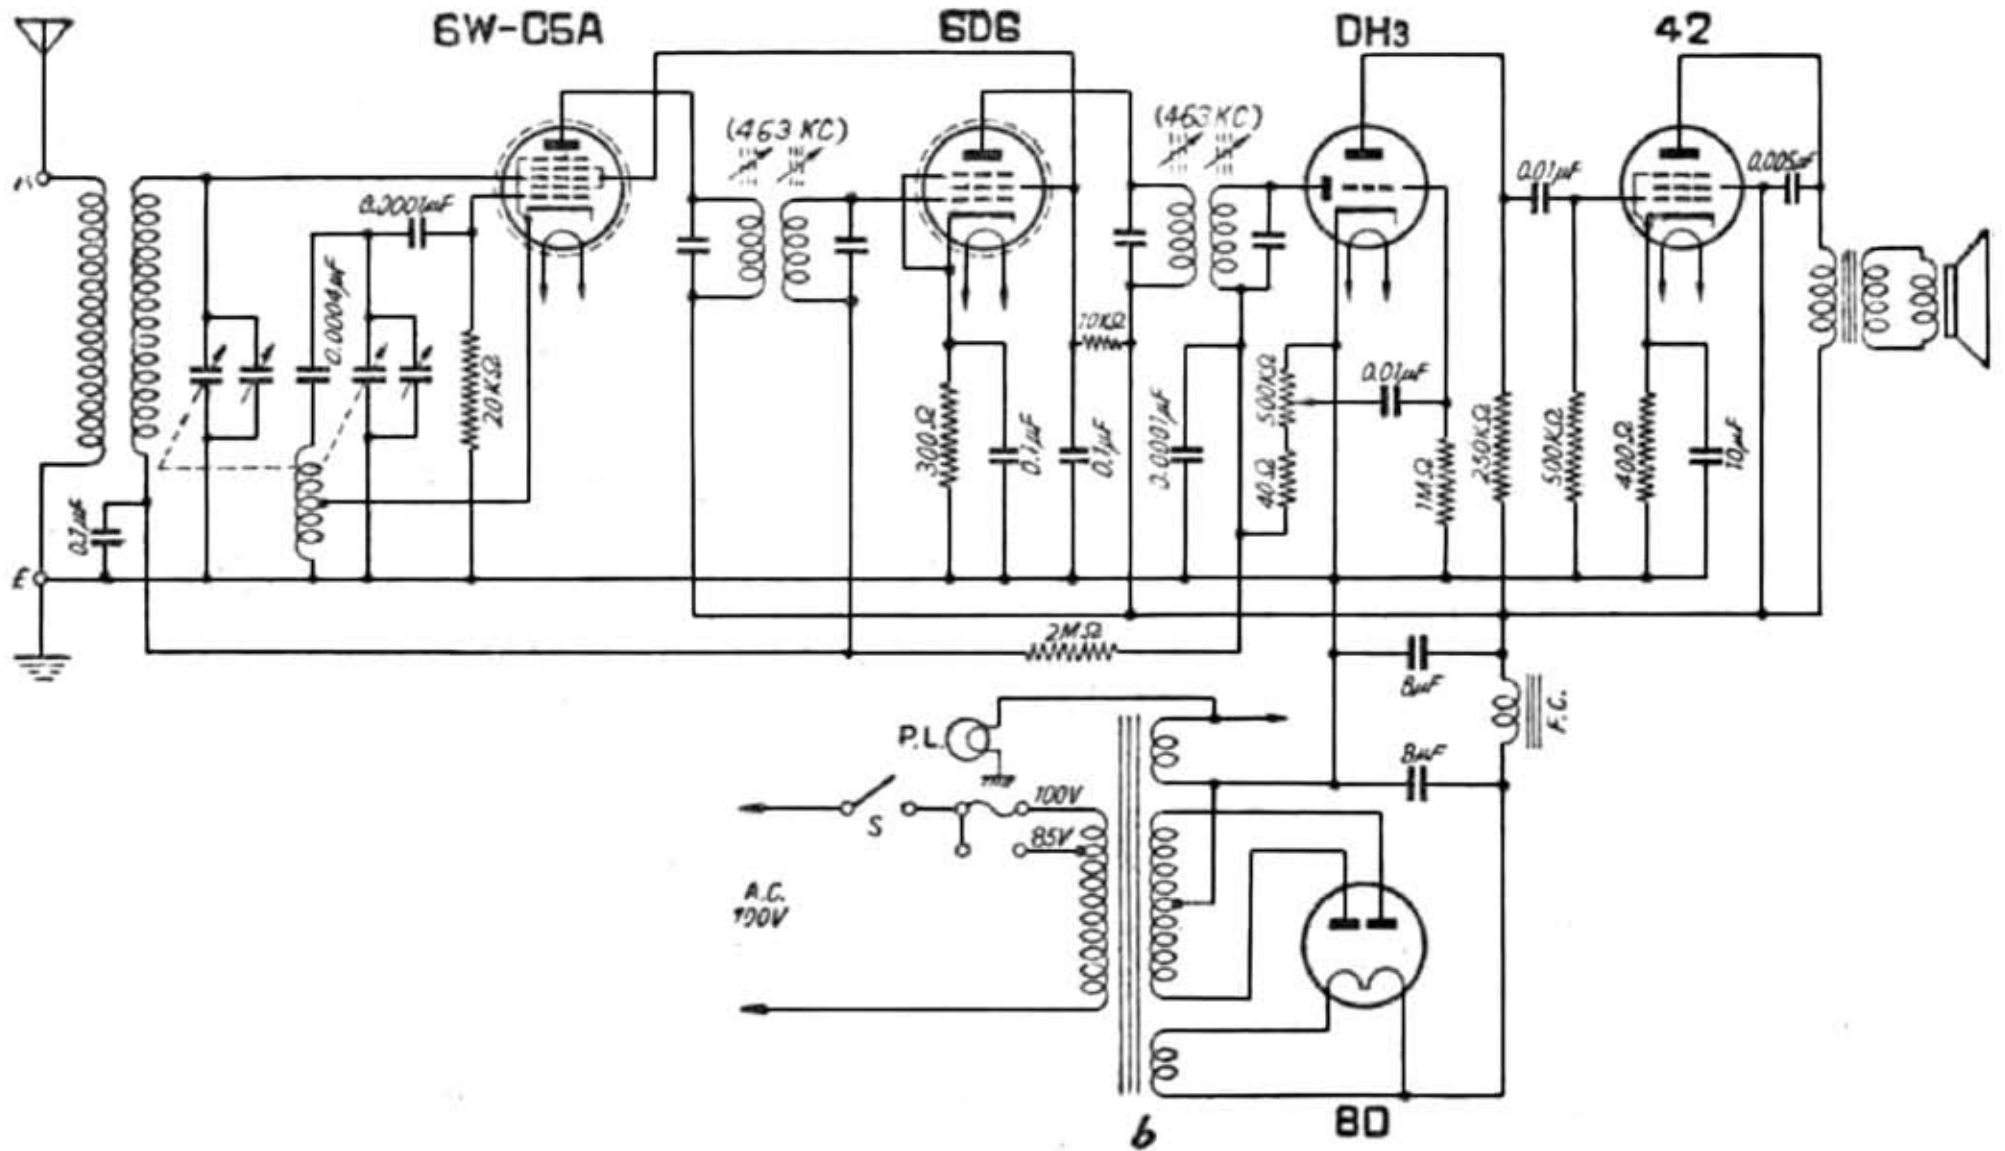 6W-C5A
6D6
DH3
42
(463 KC)
(463 KC)
0.0001μF
0.01μF
0.005μF
A
0.0004μF
20KΩ
10KΩ
300Ω
0.1μF
0.1μF
0.0001μF
500KΩ
40Ω
0.01μF
1MΩ
250KΩ
500KΩ
400Ω
10μF
0.1μF
E
2MΩ
8μF
F.C.
8μF
P.L.
S
100V
85V
A.C.
100V
b
80